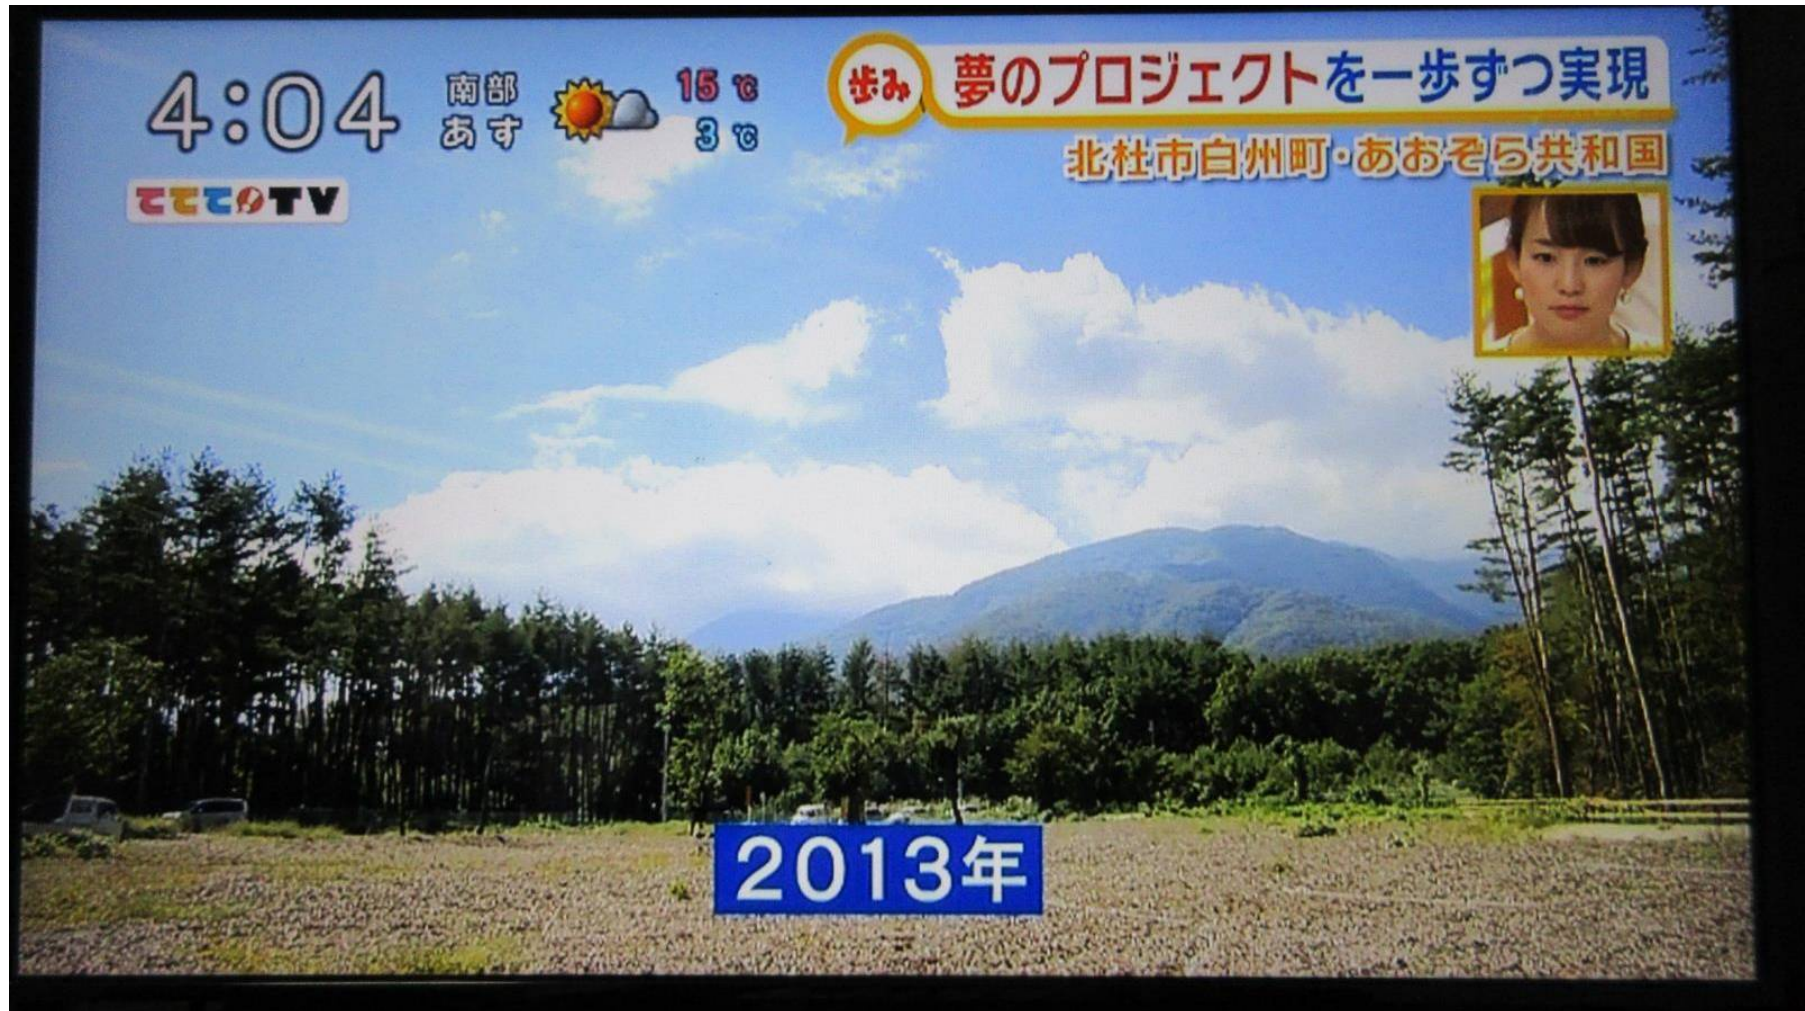 4:04
南部
あす
15℃
3℃
てててのTV
歩み
夢のプロジェクトを一歩ずつ実現
北杜市白州町・あおぞら共和国
2013年